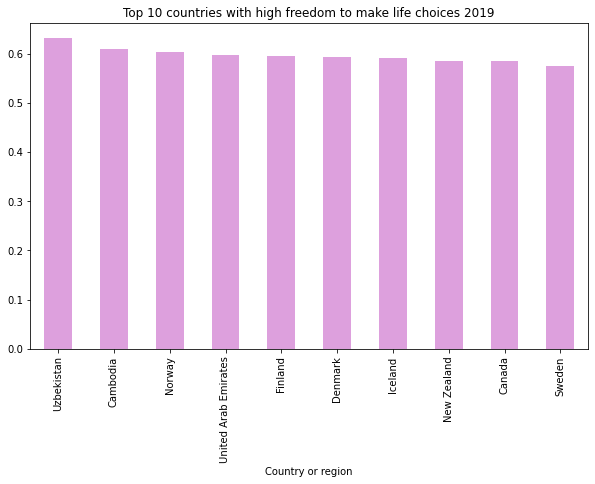 Top 10 countries with high freedom to make life choices 2019
0.6
0.5
0.4
0.3
0.2
0.1
0.0
Uzbekistan
Cambodia
Norway
United Arab Emirates
Finland
Denmark
Iceland
New Zealand
Canada
Sweden
Country or region